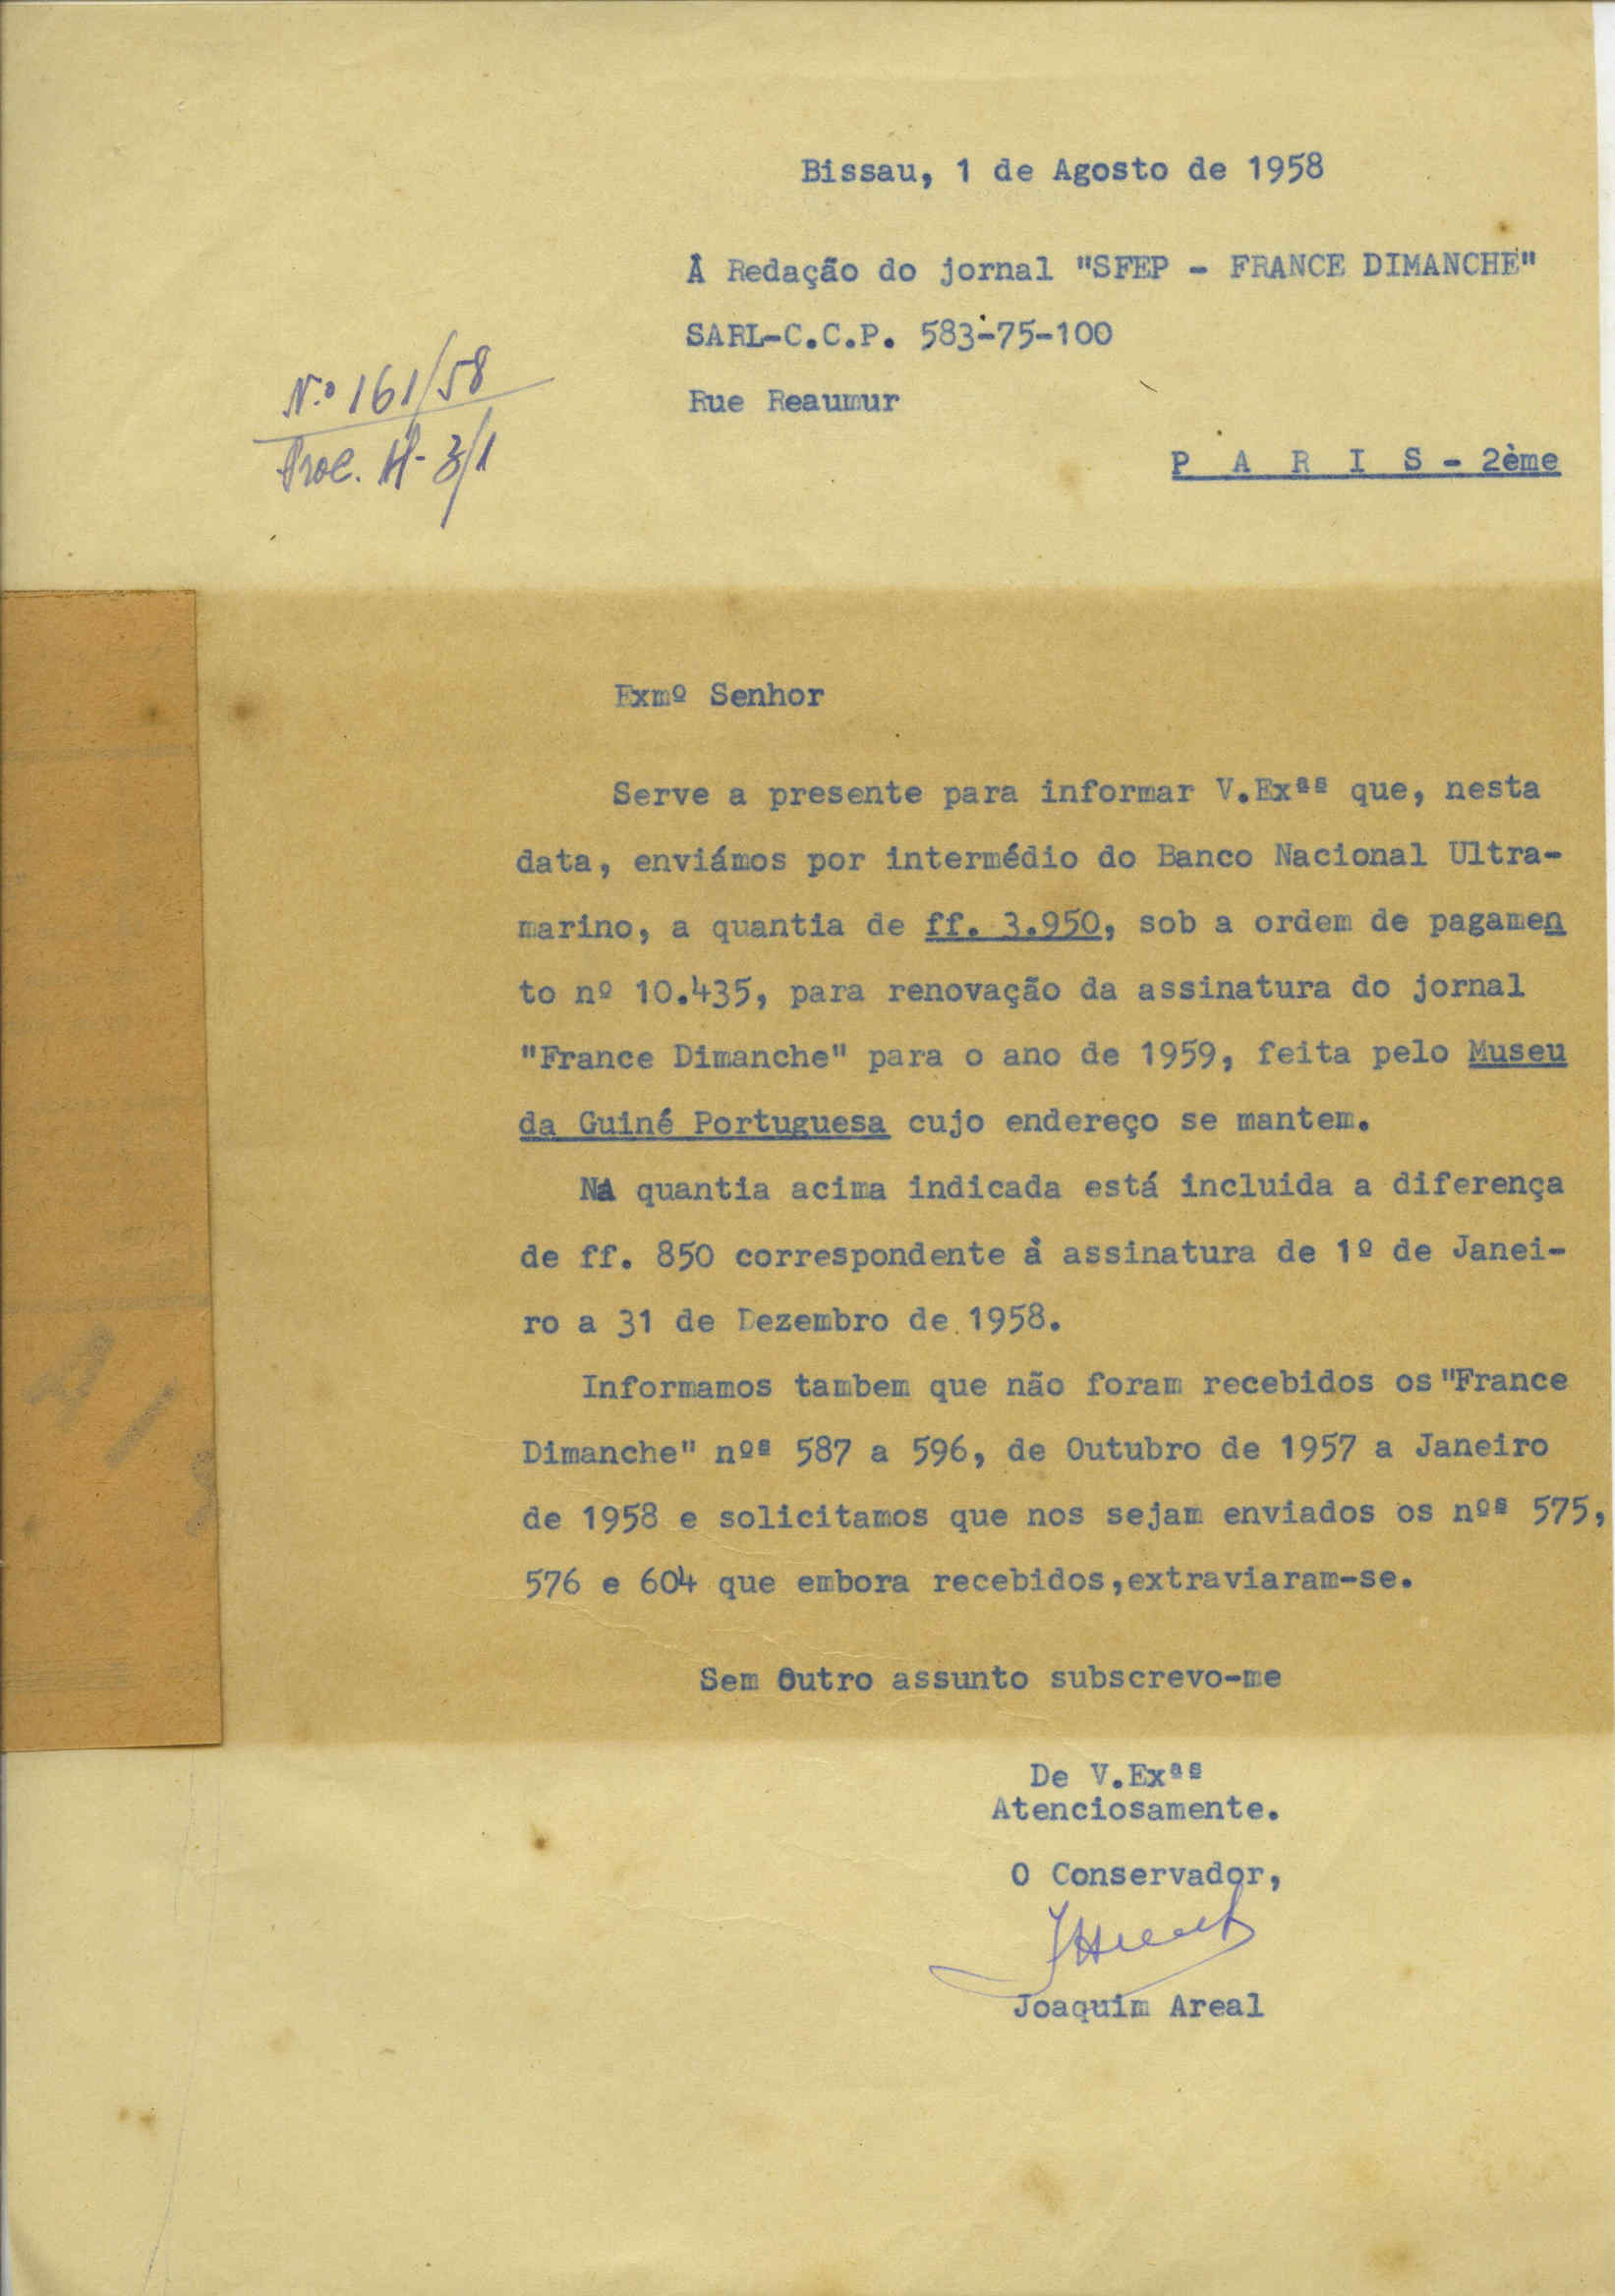 Bissau, 1 de Agosto de 1958
À Redação do jornal "SFEP - FRANCE DIMANCHE"
SARL-C.C.P. 583-75-100
Rue Reaumur
P A R I S - 2ème
N.º 161/58
Proc. H-3/1
Exmº Senhor
Serve a presente para informar V.Exªs que, nesta
data, enviámos por intermédio do Banco Nacional Ultra-
marino, a quantia de ff. 3.950, sob a ordem de pagamen
to nº 10.435, para renovação da assinatura do jornal
"France Dimanche" para o ano de 1959, feita pelo Museu
da Guiné Portuguesa cujo endereço se mantem.
Na quantia acima indicada está incluida a diferença
de ff. 850 correspondente à assinatura de 1º de Janei-
ro a 31 de Dezembro de 1958.
Informamos tambem que não foram recebidos os "France
Dimanche" nºs 587 a 596, de Outubro de 1957 a Janeiro
de 1958 e solicitamos que nos sejam enviados os nºs 575,
576 e 604 que embora recebidos,extraviaram-se.
Sem outro assunto subscrevo-me
De V.Exªs
Atenciosamente.
O Conservador,
Joaquim Areal